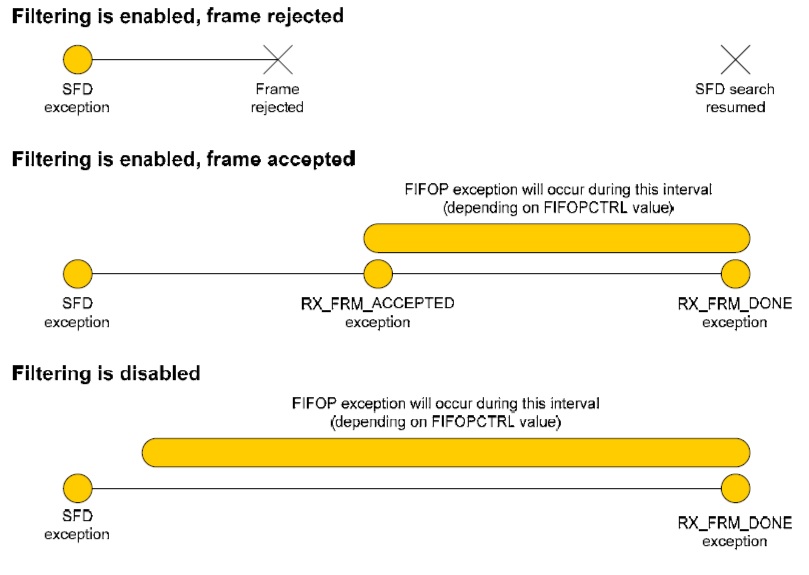 Filtering is enabled, frame rejected
SFD
exception
Frame
rejected
SFD search
resumed
Filtering is enabled, frame accepted
FIFOP exception will occur during this interval
(depending on FIFOPCTRL value)
SFD
exception
RX_FRM_ACCEPTED
exception
RX_FRM_DONE
exception
Filtering is disabled
FIFOP exception will occur during this interval
(depending on FIFOPCTRL value)
SFD
exception
RX_FRM_DONE
exception